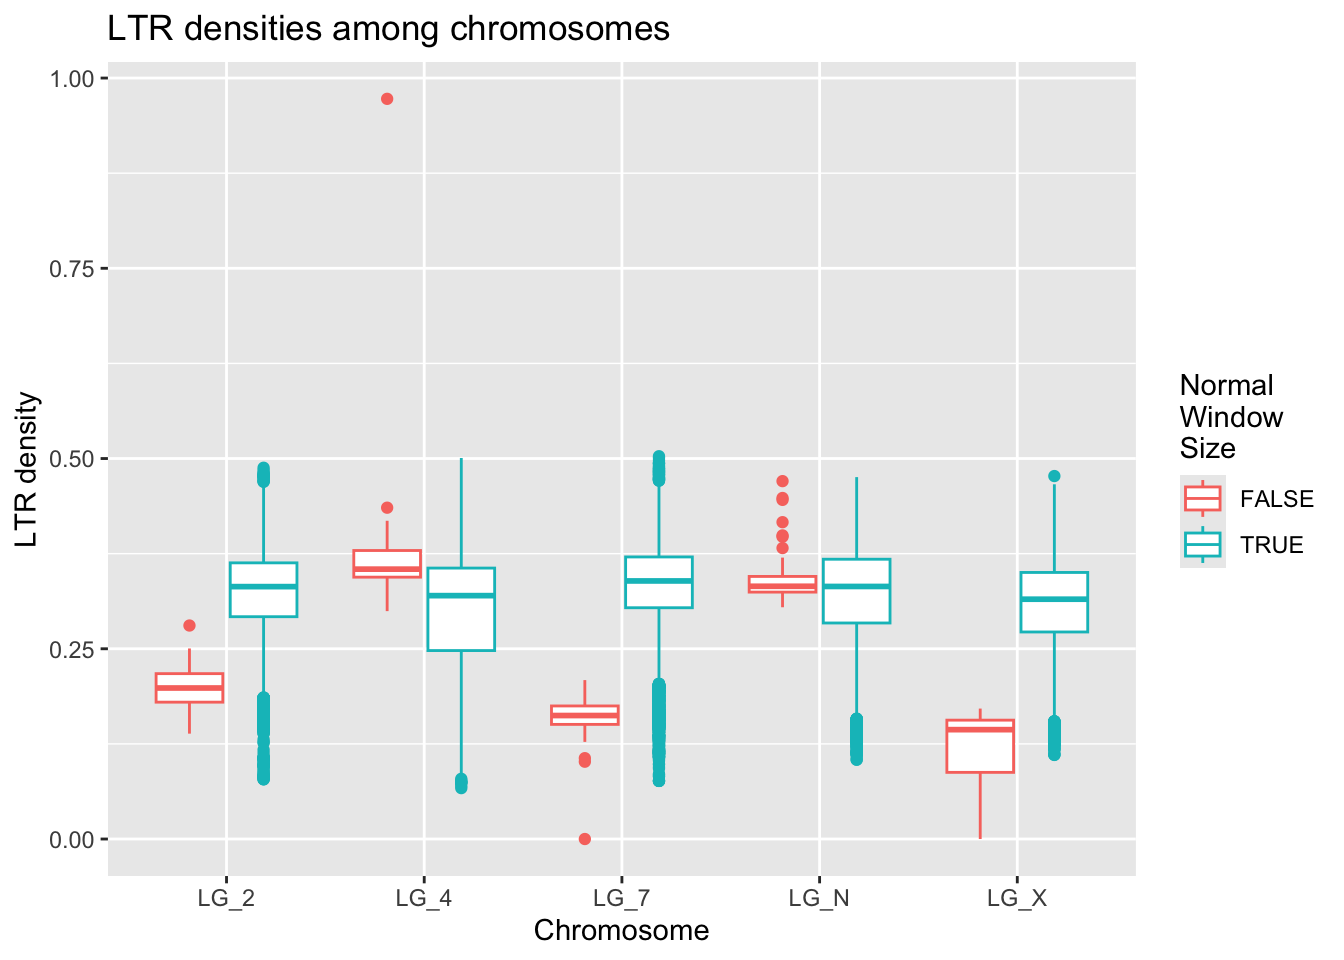 LTR densities among chromosomes
1.00
0.75
0.50
0.25
0.00
LTR density
LG_2
LG_4
LG_7
LG_N
LG_X
Chromosome
Normal
Window
Size
FALSE
TRUE